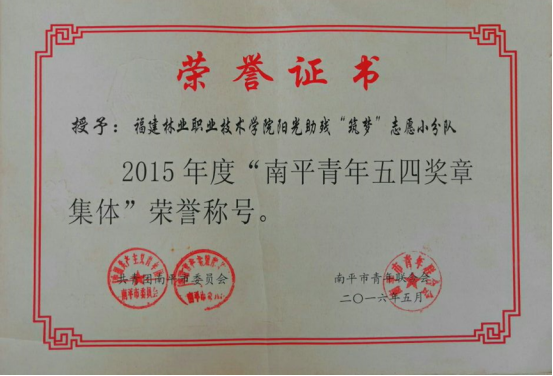 荣誉证书
授予：福建林业职业技术学院阳光助残“筑梦”志愿小分队
2015年度“南平青年五四奖章
集体”荣誉称号。
共青团南平市委员会
南平市青年联合会
二〇一六年五月